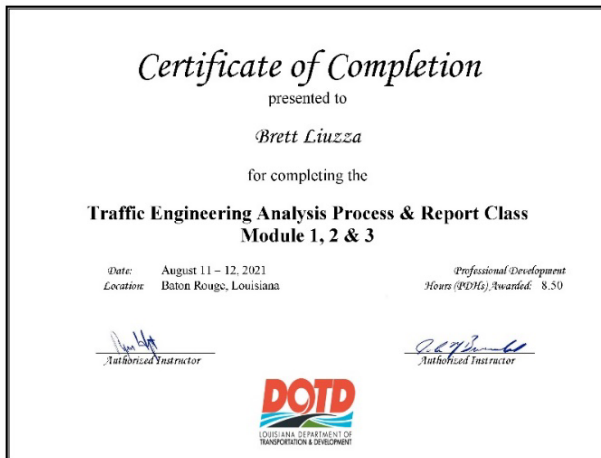 Certificate of Completion
presented to
Brett Liuzza
for completing the
Traffic Engineering Analysis Process & Report Class
Module 1, 2 & 3
Date: August 11 – 12, 2021
Location: Baton Rouge, Louisiana
Professional Development
Hours (PDHs) Awarded: 8.50
Authorized Instructor
Authorized Instructor
DOTD
LOUISIANA DEPARTMENT OF
TRANSPORTATION & DEVELOPMENT